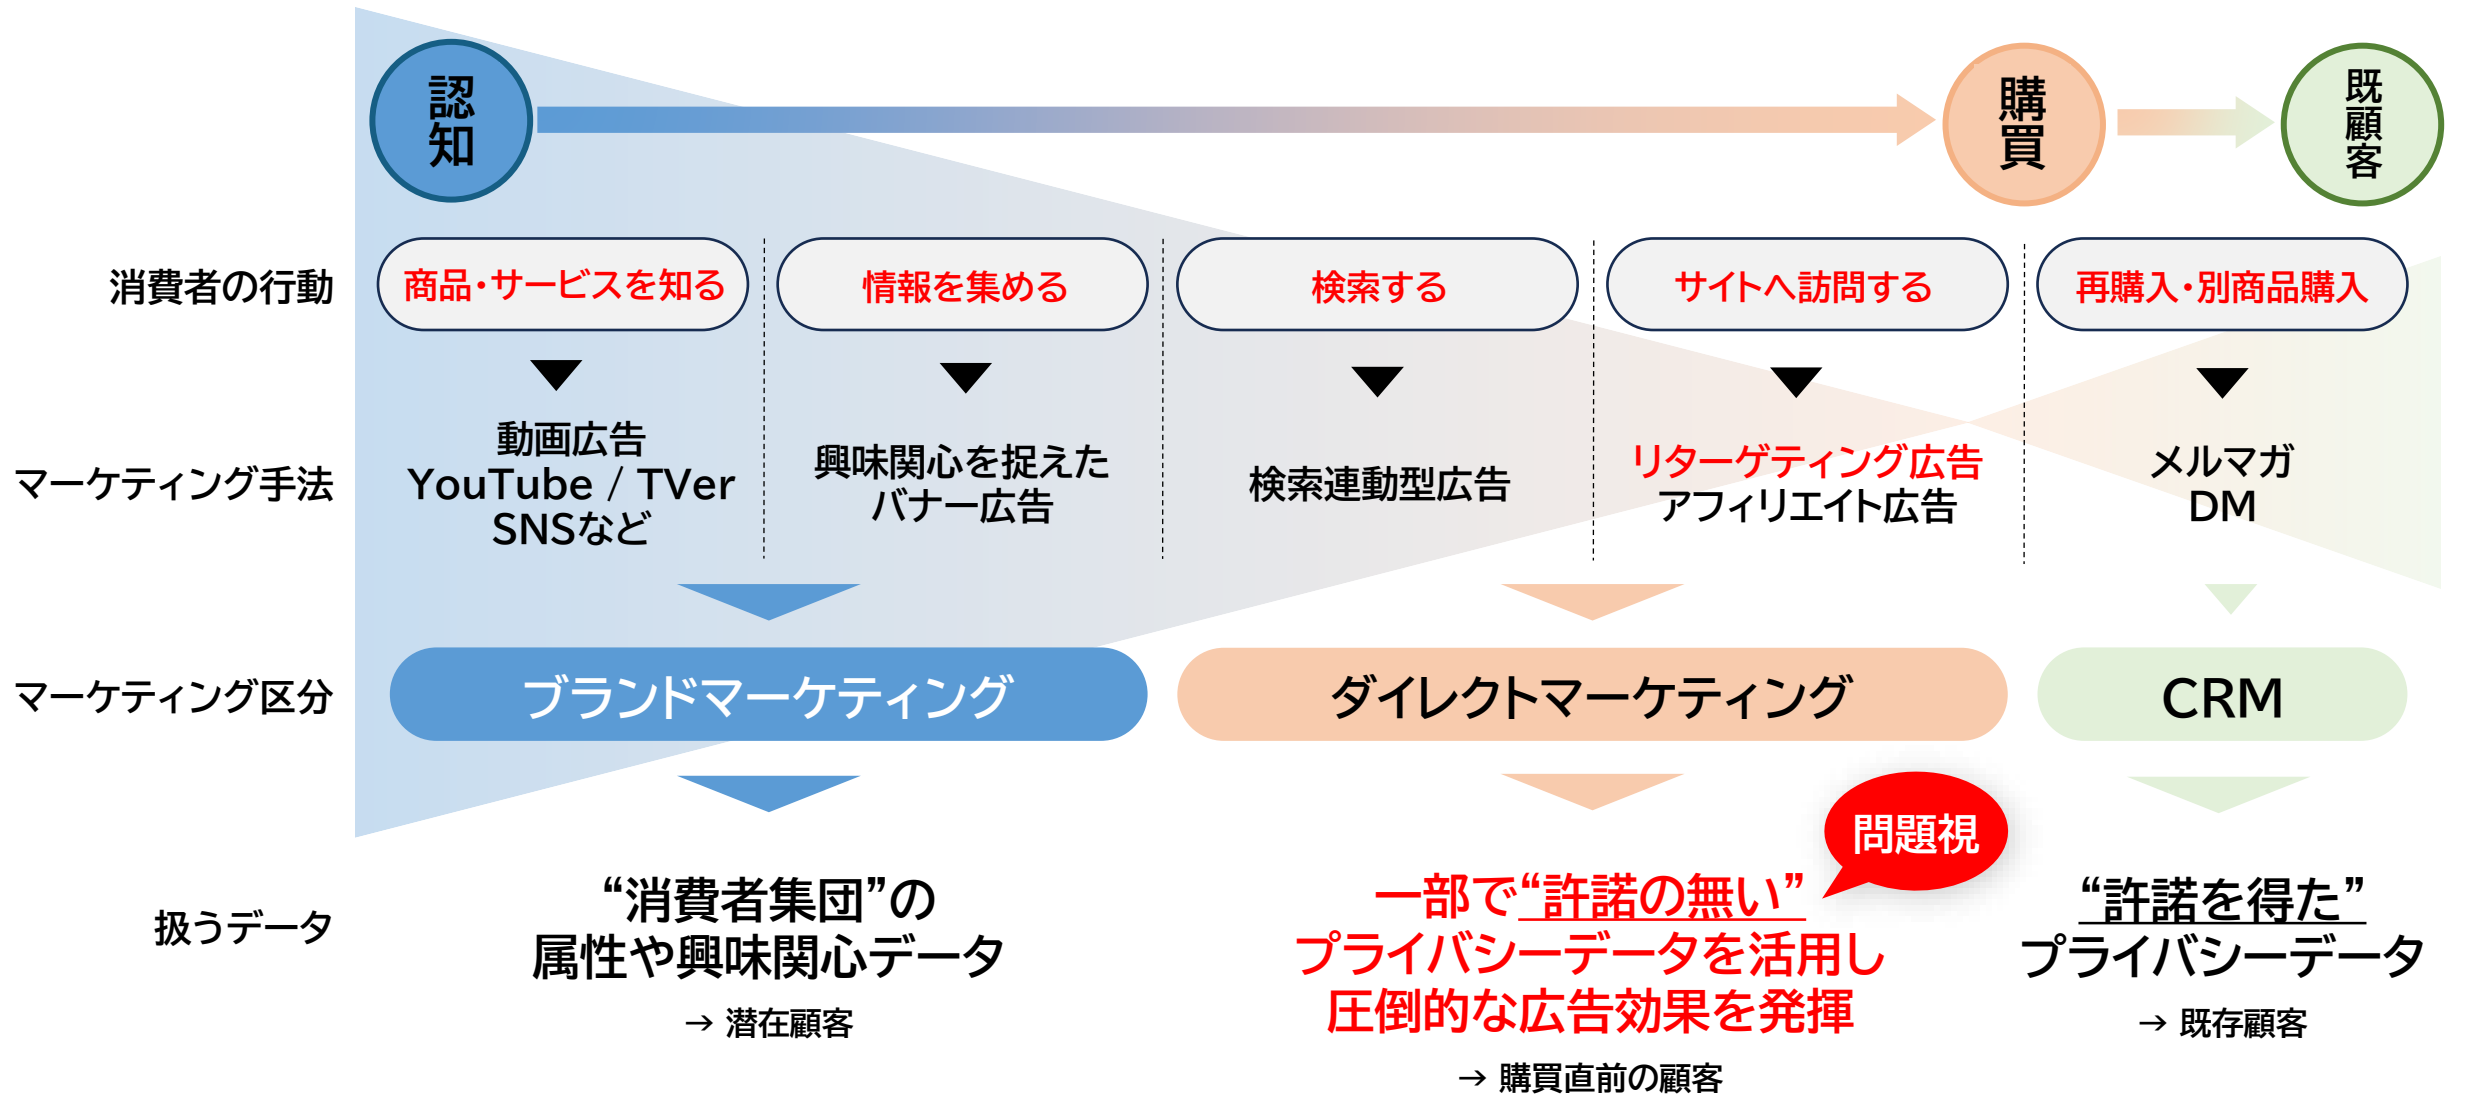 認知
購買
既顧客
消費者の行動
商品・サービスを知る
情報を集める
検索する
サイトへ訪問する
再購入・別商品購入
マーケティング手法
動画広告
YouTube / TVer
SNSなど
興味関心を捉えた
バナー広告
検索連動型広告
リターゲティング広告
アフィリエイト広告
メルマガ
DM
マーケティング区分
ブランドマーケティング
ダイレクトマーケティング
CRM
扱うデータ
“消費者集団”の
属性や興味関心データ
→ 潜在顧客
問題視
一部で“許諾の無い”
プライバシーデータを活用し
圧倒的な広告効果を発揮
→ 購買直前の顧客
“許諾を得た”
プライバシーデータ
→ 既存顧客